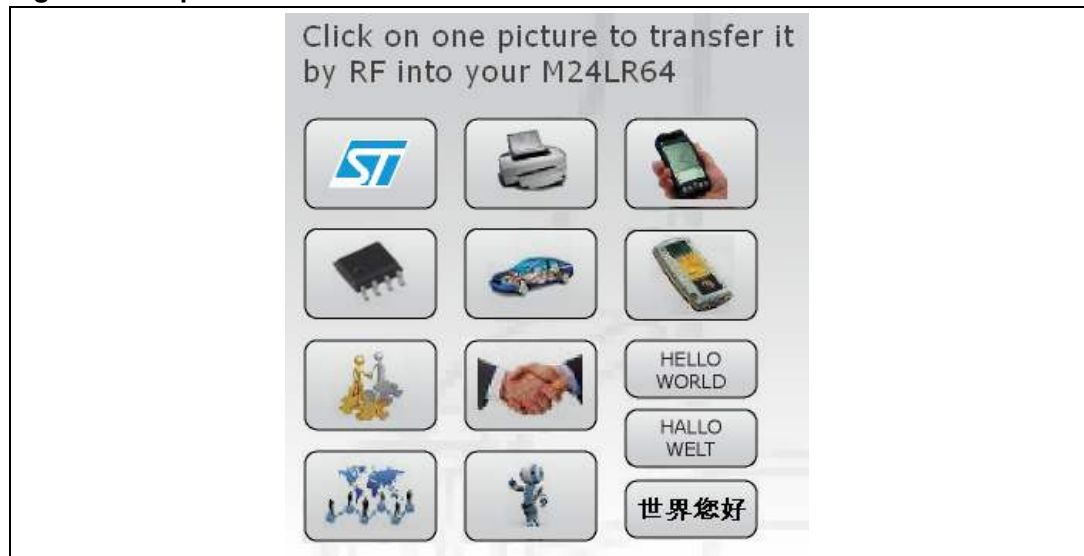 Click on one picture to transfer it
by RF into your M24LR64
ST
HELLO
WORLD
HALLO
WELT
世界您好